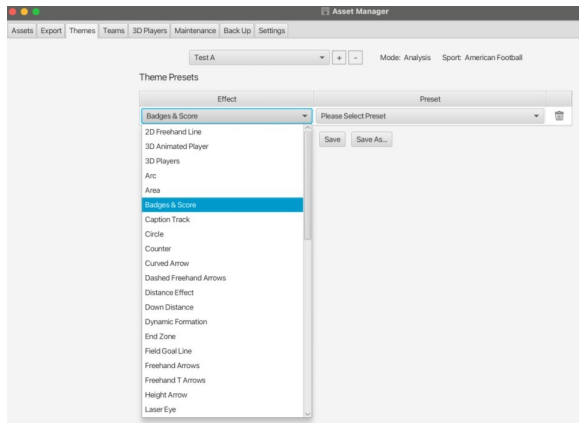 Asset Manager
Assets Export Themes Teams 3D Players Maintenance Back Up Settings
Test A + - Mode: Analysis Sport: American Football
Theme Presets
Effect Preset
Badges & Score Please Select Preset
2D Freehand Line
Save Save As...
3D Animated Player
3D Players
Arc
Area
Badges & Score
Caption Track
Circle
Counter
Curved Arrow
Dashed Freehand Arrows
Distance Effect
Down Distance
Dynamic Formation
End Zone
Field Goal Line
Freehand Arrows
Freehand T Arrows
Height Arrow
Laser Eye